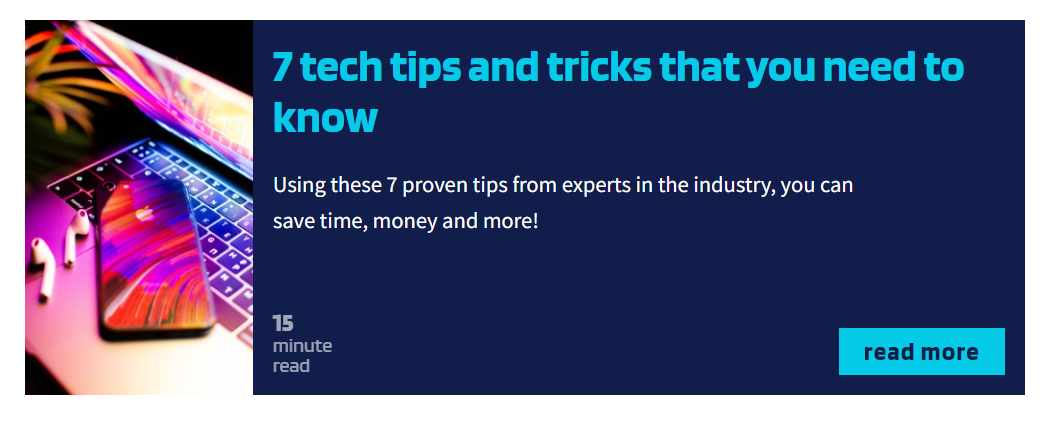 7 tech tips and tricks that you need to
know
Using these 7 proven tips from experts in the industry, you can
save time, money and more!
15
minute
read
read more